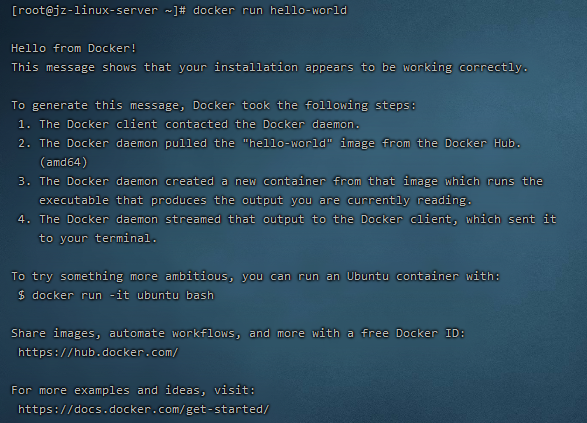 [root@jz-linux-server ~]# docker run hello-world
Hello from Docker!
This message shows that your installation appears to be working correctly.
To generate this message, Docker took the following steps:
1. The Docker client contacted the Docker daemon.
2. The Docker daemon pulled the "hello-world" image from the Docker Hub.
(amd64)
3. The Docker daemon created a new container from that image which runs the
executable that produces the output you are currently reading.
4. The Docker daemon streamed that output to the Docker client, which sent it
to your terminal.
To try something more ambitious, you can run an Ubuntu container with:
$ docker run -it ubuntu bash
Share images, automate workflows, and more with a free Docker ID:
https://hub.docker.com/
For more examples and ideas, visit:
https://docs.docker.com/get-started/